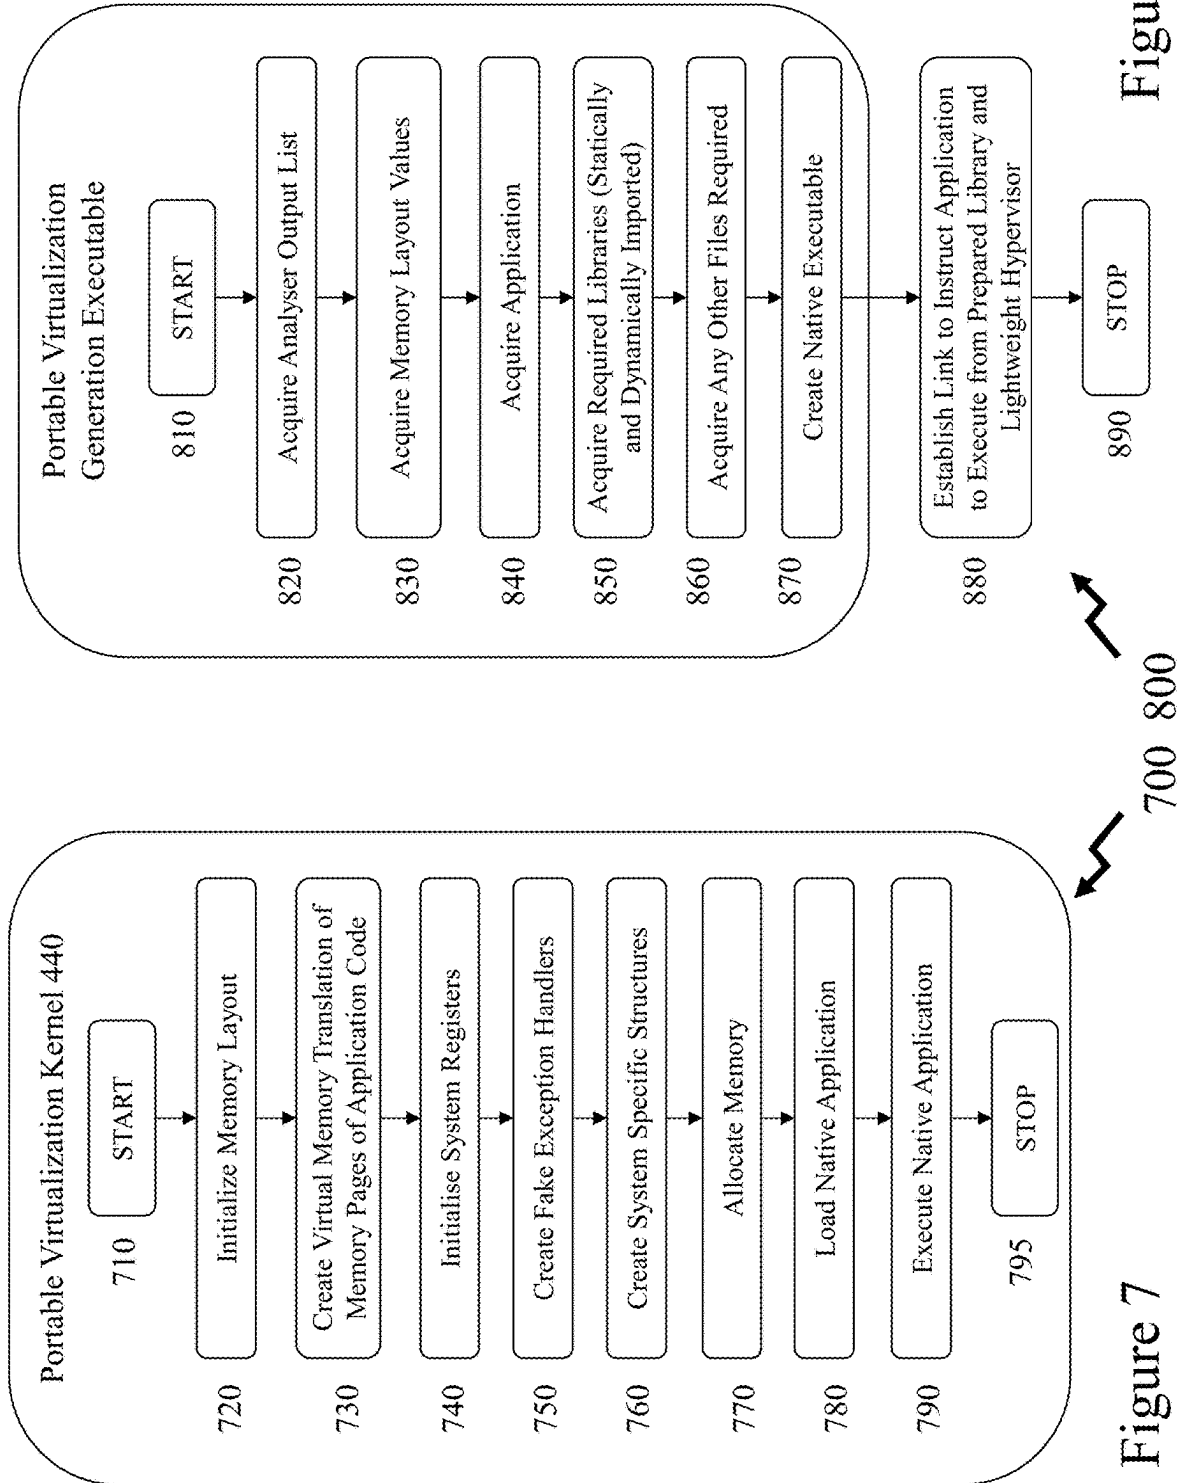 Portable Virtualization Kernel 440
710
START
720
Initialize Memory Layout
730
Create Virtual Memory Translation of
Memory Pages of Application Code
740
Initialise System Registers
750
Create Fake Exception Handlers
760
Create System Specific Structures
770
Allocate Memory
780
Load Native Application
790
Execute Native Application
795
STOP
700
Figure 7
Portable Virtualization
Generation Executable
810
START
820
Acquire Analyser Output List
830
Acquire Memory Layout Values
840
Acquire Application
850
Acquire Required Libraries (Statically
and Dynamically Imported)
860
Acquire Any Other Files Required
870
Create Native Executable
880
Establish Link to Instruct Application
to Execute from Prepared Library and
Lightweight Hypervisor
890
STOP
800
Figu